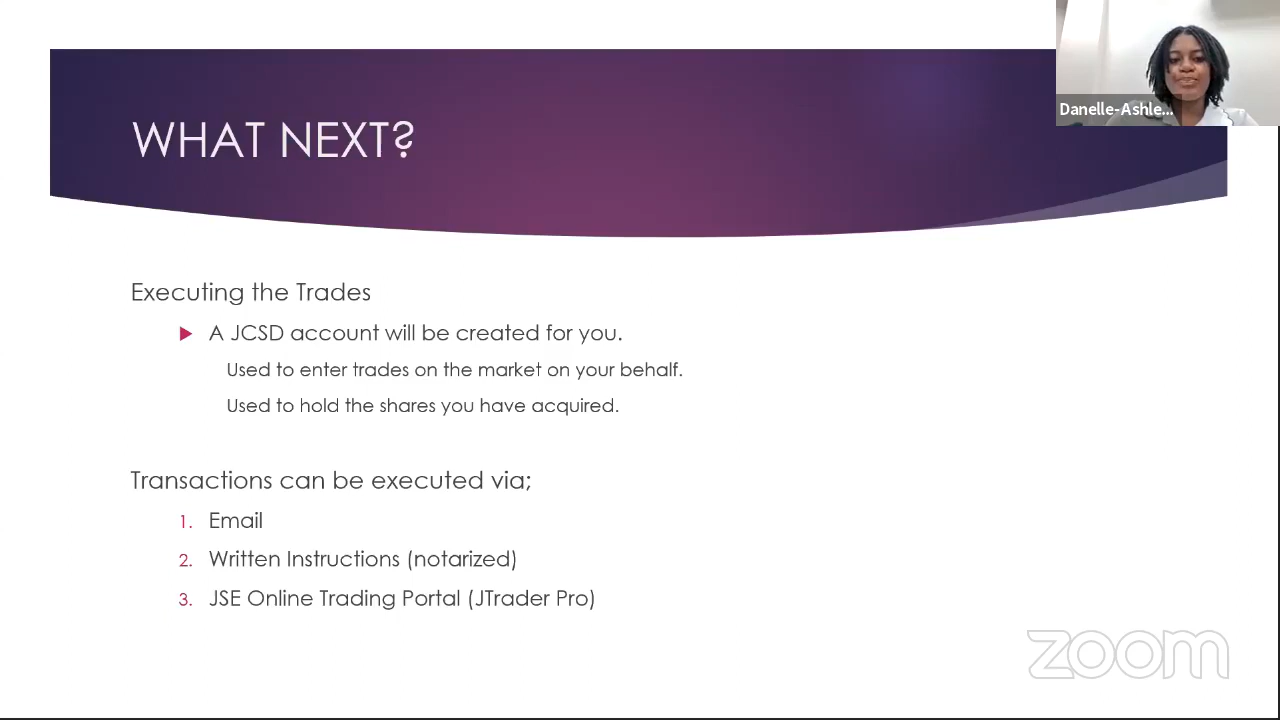 Danelle-Ashle...
WHAT NEXT?
Executing the Trades
A JCSD account will be created for you.
Used to enter trades on the market on your behalf.
Used to hold the shares you have acquired.
Transactions can be executed via;
1. Email
2. Written Instructions (notarized)
3. JSE Online Trading Portal (JTrader Pro)
zoom